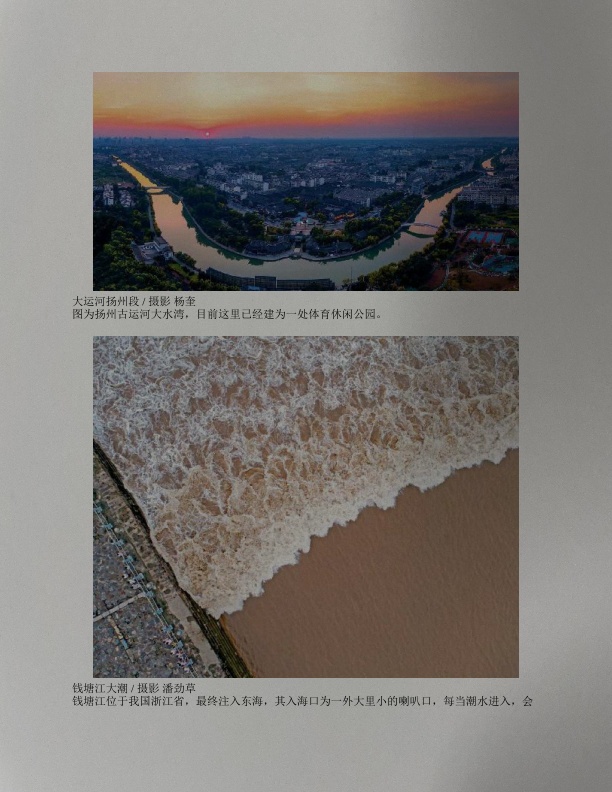 大运河扬州段 / 摄影 杨奎
图为扬州古运河大水湾，目前这里已经建为一处体育休闲公园。
钱塘江大潮 / 摄影 潘劲草
钱塘江位于我国浙江省，最终注入东海，其入海口为一外大里小的喇叭口，每当潮水进入，会